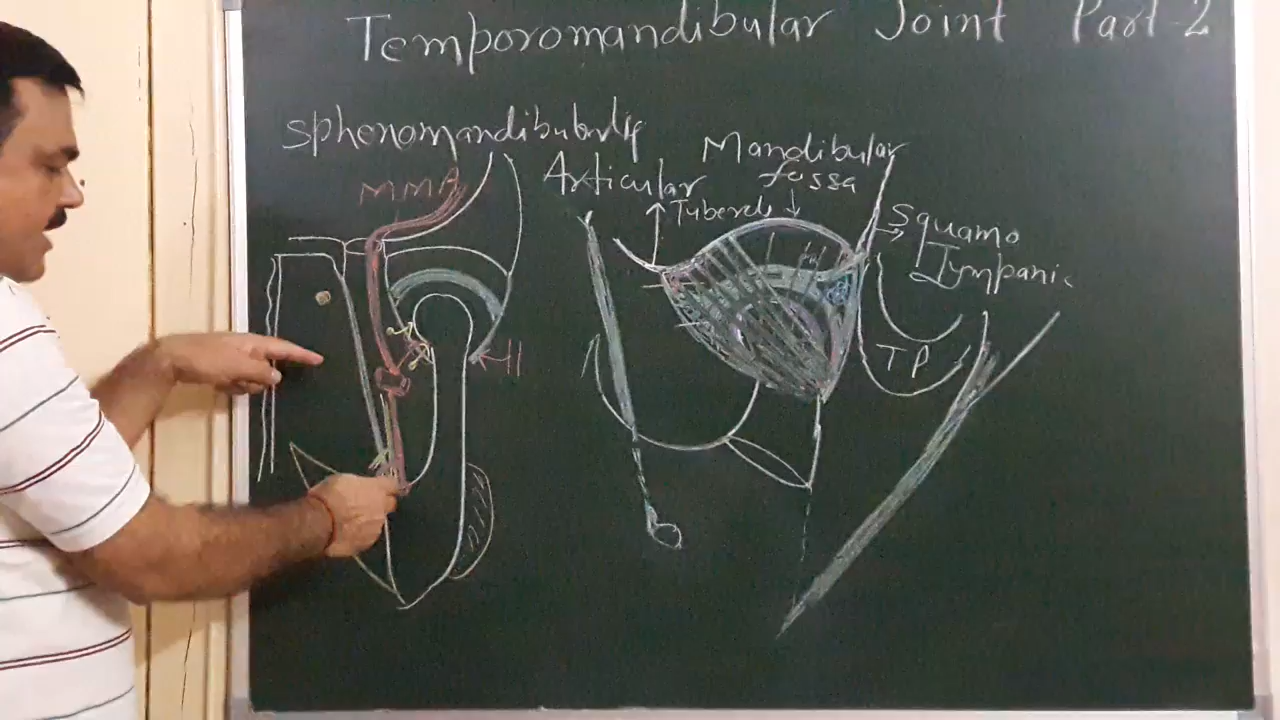 Temporomandibular Joint Part-2
Sphenomandibular lig
MMA
Articular
Tubercle
Mandibular
fossa
Squamo
Tympanic
TP